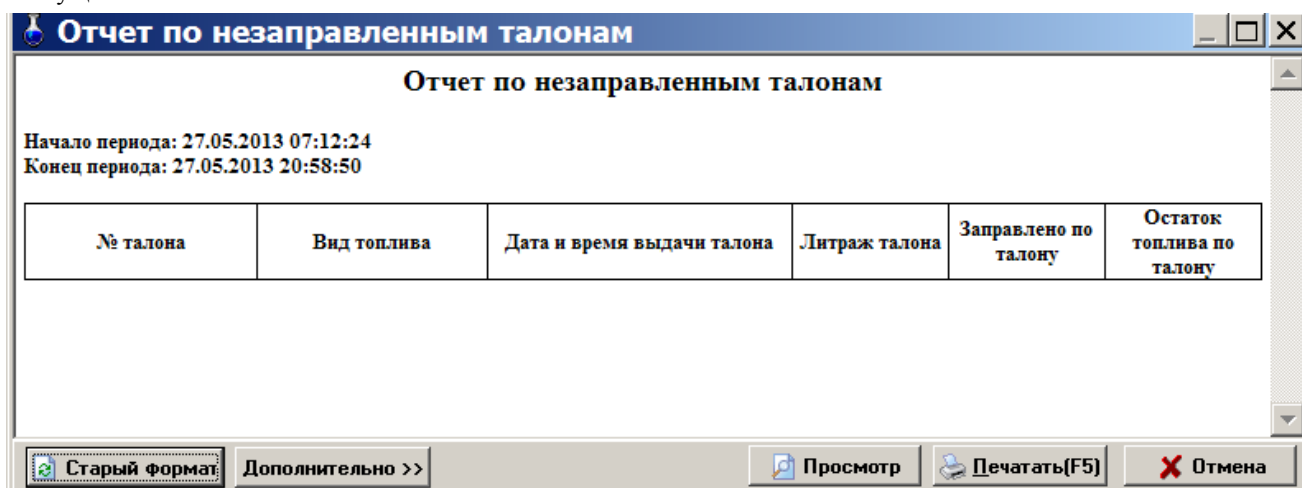 Отчет по незаправленным талонам
Отчет по незаправленным талонам
Начало периода: 27.05.2013 07:12:24
Конец периода: 27.05.2013 20:58:50
№ талона
Вид топлива
Дата и время выдачи талона
Литраж талона
Заправлено по
талону
Остаток
топлива по
талону
Старый формат
Дополнительно >>
Просмотр
Печатать(F5)
Отмена